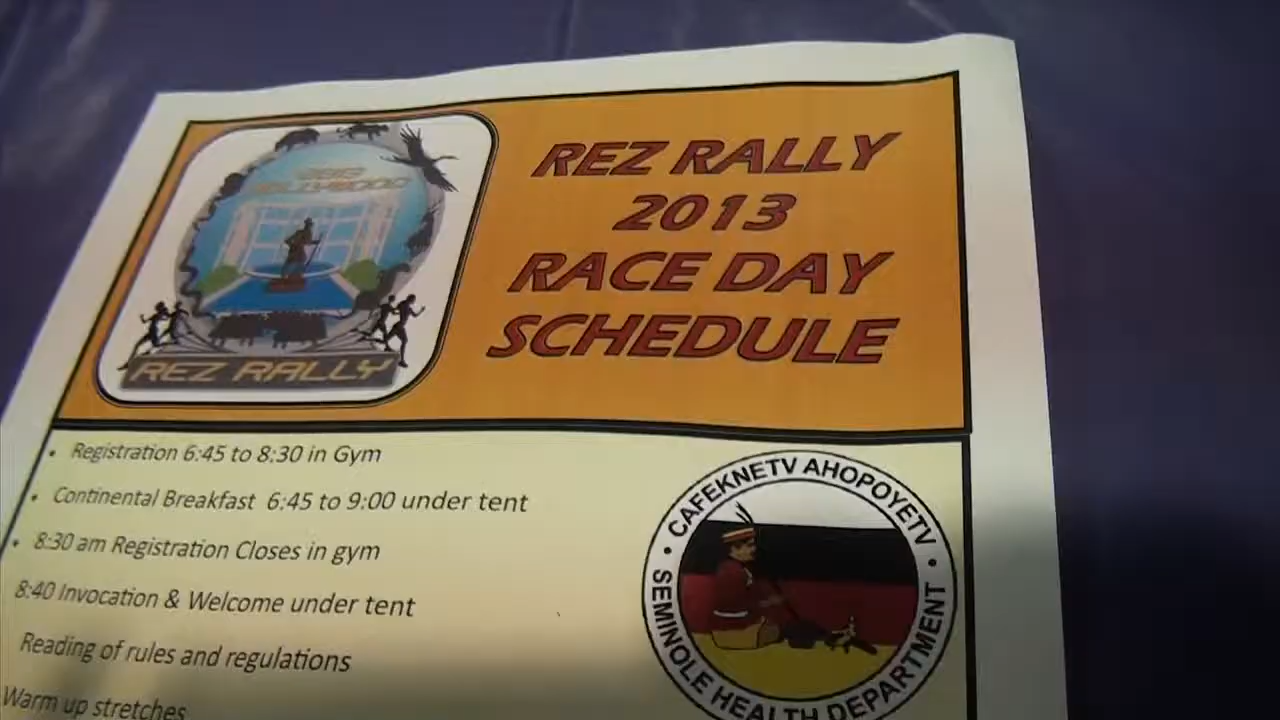 REZ RALLY
2013
RACE DAY
SCHEDULE
2013
HOLLYWOOD
REZ RALLY
• Registration 6:45 to 8:30 in Gym
• Continental Breakfast 6:45 to 9:00 under tent
• 8:30 am Registration Closes in gym
8:40 Invocation & Welcome under tent
Reading of rules and regulations
Warm up stretches
• CAFEKNETV AHOPOYETV •
SEMINOLE HEALTH DEPARTMENT